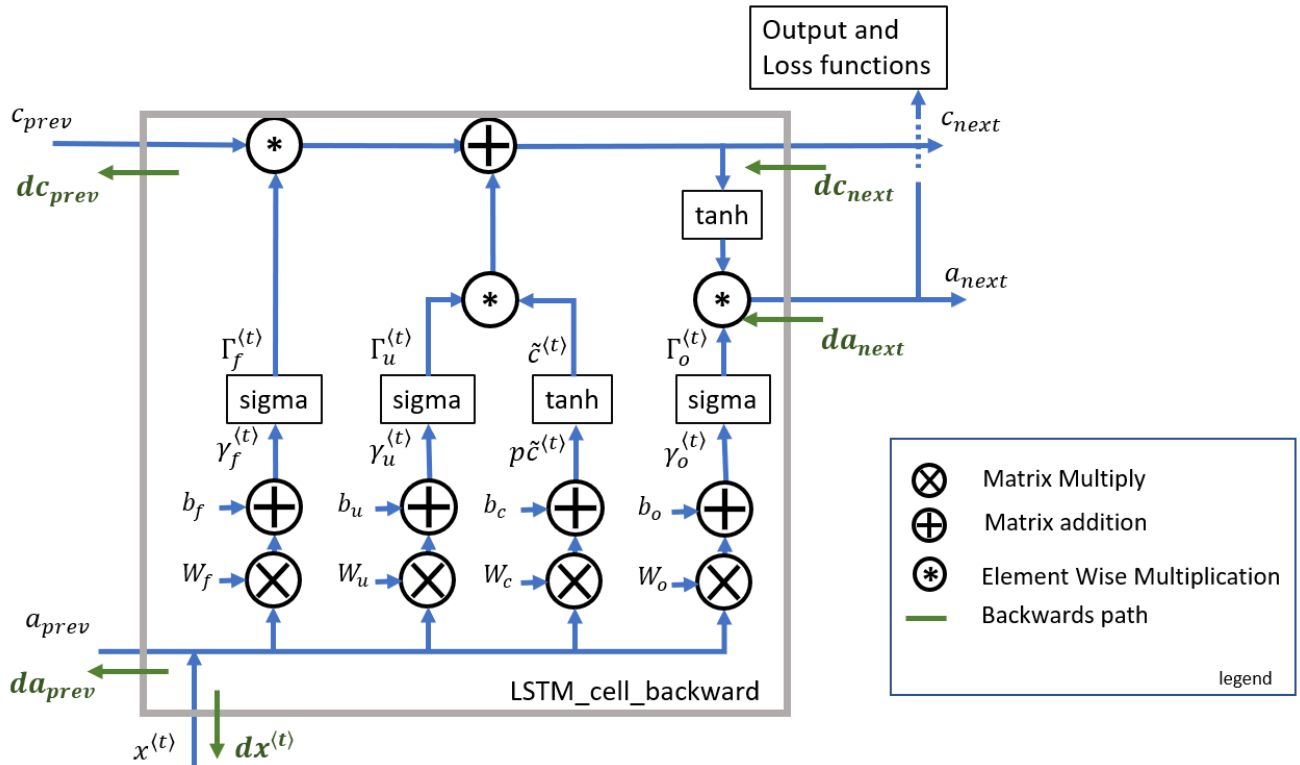 Output and
Loss functions
c_prev
c_next
*
+
dc_prev
dc_next
tanh
a_next
*
*
da_next
Γ_f^⟨t⟩
Γ_u^⟨t⟩
c̃^⟨t⟩
Γ_o^⟨t⟩
sigma
sigma
tanh
sigma
γ_f^⟨t⟩
γ_u^⟨t⟩
pc̃^⟨t⟩
γ_o^⟨t⟩
b_f
+
b_u
+
b_c
+
b_o
+
W_f
×
W_u
×
W_c
×
W_o
×
a_prev
da_prev
LSTM_cell_backward
x^⟨t⟩
dx^⟨t⟩
× Matrix Multiply
+ Matrix addition
* Element Wise Multiplication
Backwards path
legend